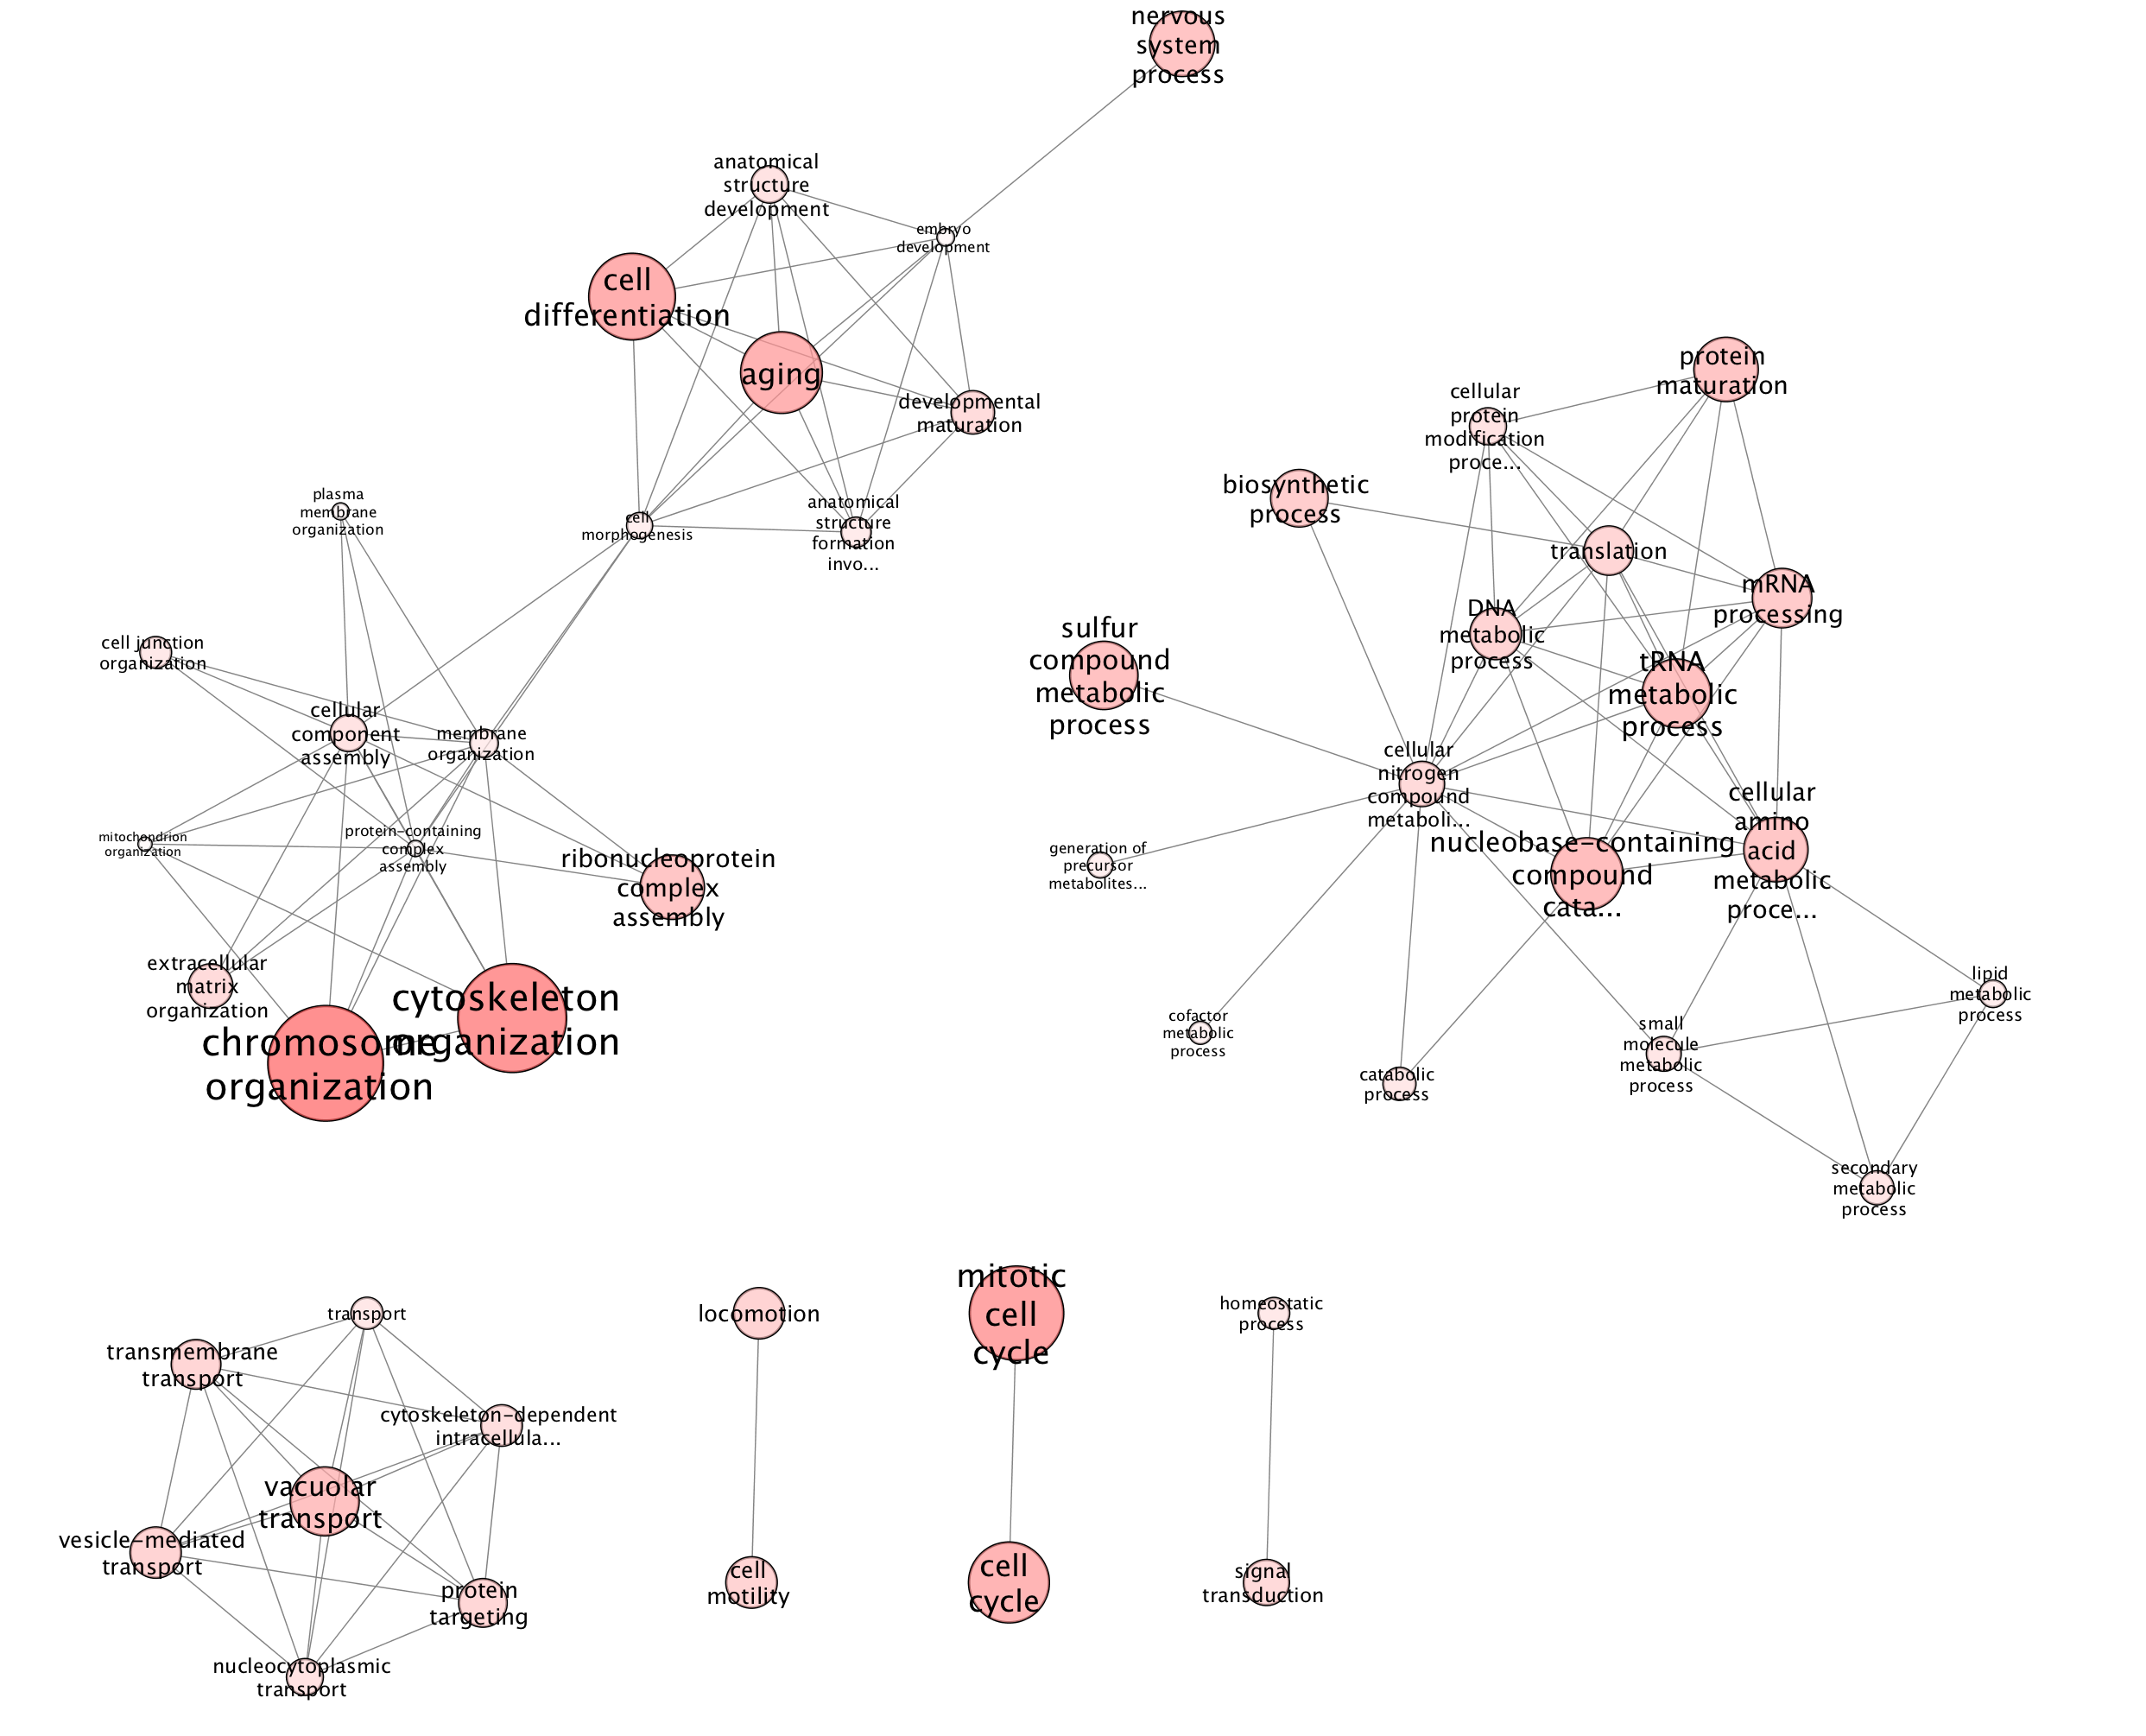 nervous
system
process
anatomical
structure
development
embryo
development
cell
differentiation
aging
developmental
maturation
cell
morphogenesis
anatomical
structure
formation
invo...
plasma
membrane
organization
cell junction
organization
cellular
component
assembly
membrane
organization
mitochondrion
organization
protein-containing
complex
assembly
ribonucleoprotein
complex
assembly
extracellular
matrix
organization
chromosome
organization
cytoskeleton
organization
protein
maturation
cellular
protein
modification
proce...
biosynthetic
process
translation
mRNA
processing
DNA
metabolic
process
tRNA
metabolic
process
sulfur
compound
metabolic
process
cellular
nitrogen
compound
metaboli...
cellular
amino
acid
metabolic
proce...
nucleobase-containing
compound
cata...
generation of
precursor
metabolites...
cofactor
metabolic
process
catabolic
process
small
molecule
metabolic
process
lipid
metabolic
process
secondary
metabolic
process
transport
transmembrane
transport
cytoskeleton-dependent
intracellula...
vacuolar
transport
vesicle-mediated
transport
protein
targeting
nucleocytoplasmic
transport
locomotion
cell
motility
mitotic
cell
cycle
cell
cycle
homeostatic
process
signal
transduction